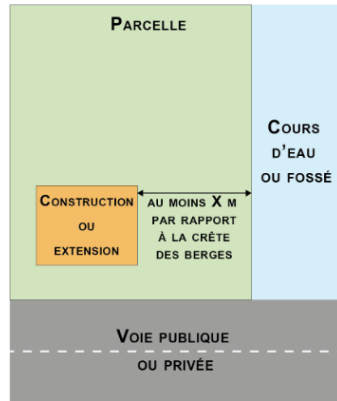 PARCELLE
COURS
D'EAU
OU FOSSÉ
CONSTRUCTION
OU
EXTENSION
AU MOINS X M
PAR RAPPORT
À LA CRÊTE
DES BERGES
VOIE PUBLIQUE
OU PRIVÉE